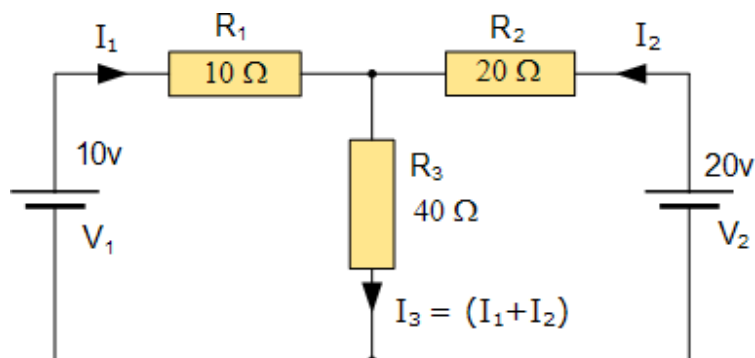 I₁
R₁
R₂
I₂
10 Ω
20 Ω
10v
R₃
20v
40 Ω
V₁
V₂
I₃ = (I₁+I₂)